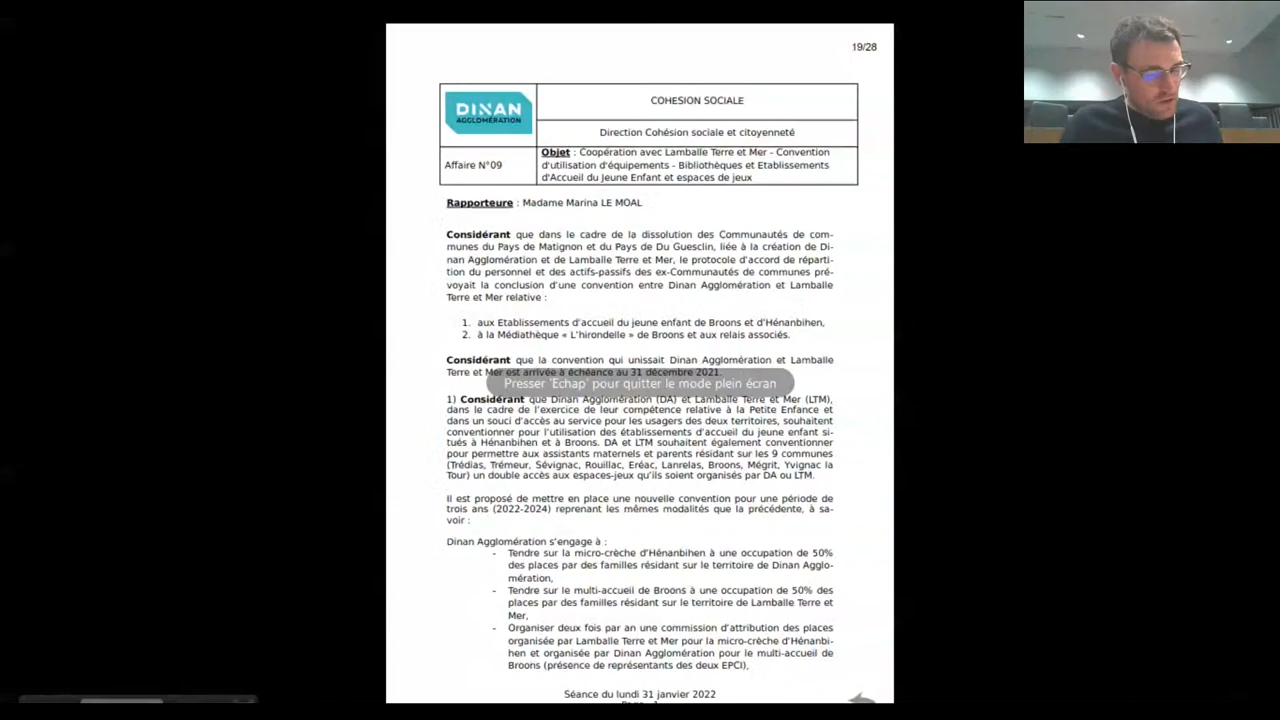 19/28
DINAN
AGGLOMÉRATION
COHESION SOCIALE
Direction Cohésion sociale et citoyenneté
Affaire N°09
Objet : Coopération avec Lamballe Terre et Mer - Convention
d'utilisation d'équipements - Bibliothèques et Etablissements
d'Accueil du Jeune Enfant et espaces de jeux
Rapporteure : Madame Marina LE MOAL
Considérant que dans le cadre de la dissolution des Communautés de com-
munes du Pays de Matignon et du Pays de Du Guesclin, liée à la création de Di-
nan Agglomération et de Lamballe Terre et Mer, le protocole d'accord de réparti-
tion du personnel et des actifs-passifs des ex-Communautés de communes pré-
voyait la conclusion d'une convention entre Dinan Agglomération et Lamballe
Terre et Mer relative :
1. aux Etablissements d'accueil du jeune enfant de Broons et d'Hénanbihen,
2. à la Médiathèque « L'hirondelle » de Broons et aux relais associés.
Considérant que la convention qui unissait Dinan Agglomération et Lamballe
Terre et Mer est arrivée à échéance au 31 décembre 2021.
Presser 'Echap' pour quitter le mode plein écran
1) Considérant que Dinan Agglomération (DA) et Lamballe Terre et Mer (LTM),
dans le cadre de l'exercice de leur compétence relative à la Petite Enfance et
dans un souci d'accès au service pour les usagers des deux territoires, souhaitent
conventionner pour l'utilisation des établissements d'accueil du jeune enfant si-
tués à Hénanbihen et à Broons. DA et LTM souhaitent également conventionner
pour permettre aux assistants maternels et parents résidant sur les 9 communes
(Trédias, Trémeur, Sévignac, Rouillac, Eréac, Lanrelas, Broons, Mégrit, Yvignac la
Tour) un double accès aux espaces-jeux qu'ils soient organisés par DA ou LTM.
Il est proposé de mettre en place une nouvelle convention pour une période de
trois ans (2022-2024) reprenant les mêmes modalités que la précédente, à sa-
voir :
Dinan Agglomération s'engage à :
- Tendre sur la micro-crèche d'Hénanbihen à une occupation de 50%
des places par des familles résidant sur le territoire de Dinan Agglo-
mération,
- Tendre sur le multi-accueil de Broons à une occupation de 50% des
places par des familles résidant sur le territoire de Lamballe Terre et
Mer,
- Organiser deux fois par an une commission d'attribution des places
organisée par Lamballe Terre et Mer pour la micro-crèche d'Hénanbi-
hen et organisée par Dinan Agglomération pour le multi-accueil de
Broons (présence de représentants des deux EPCI),
Séance du lundi 31 janvier 2022